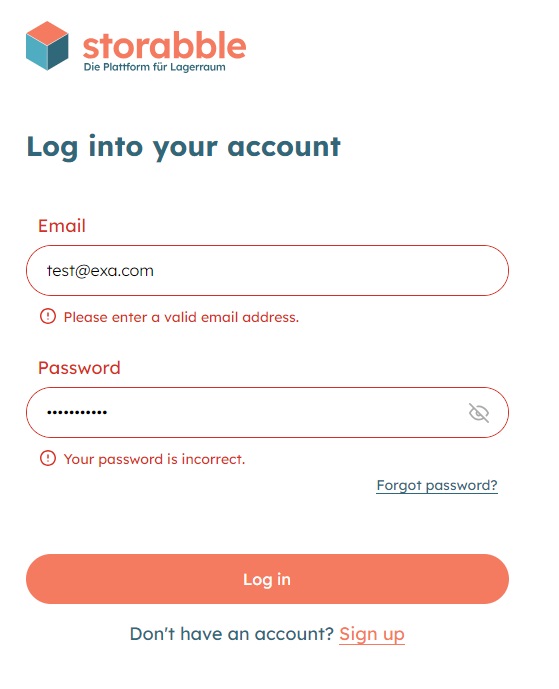 storabble
Die Plattform für Lagerraum
Log into your account
Email
test@exa.com
Please enter a valid email address.
Password
•••••••••••
Your password is incorrect.
Forgot password?
Log in
Don't have an account? Sign up